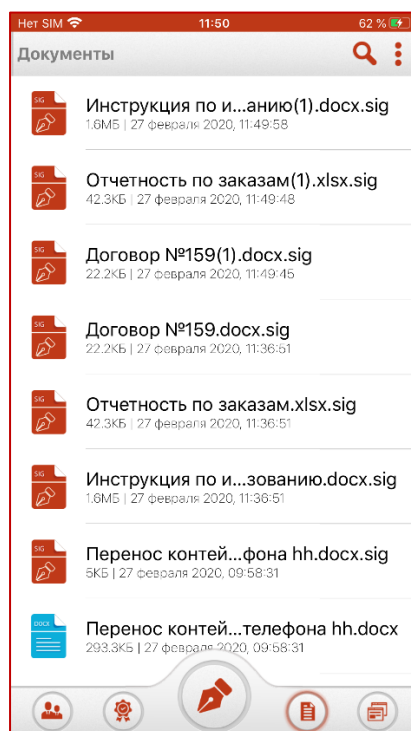 Нет SIM 11:50 62 %
Документы
SIG
Инструкция по и...анию(1).docx.sig
1.6МБ | 27 февраля 2020, 11:49:58
SIG
Отчетность по заказам(1).xlsx.sig
42.3КБ | 27 февраля 2020, 11:49:48
SIG
Договор №159(1).docx.sig
22.2КБ | 27 февраля 2020, 11:49:45
SIG
Договор №159.docx.sig
22.2КБ | 27 февраля 2020, 11:36:51
SIG
Отчетность по заказам.xlsx.sig
42.3КБ | 27 февраля 2020, 11:36:51
SIG
Инструкция по и...зованию.docx.sig
1.6МБ | 27 февраля 2020, 11:36:51
SIG
Перенос контей...фона hh.docx.sig
5КБ | 27 февраля 2020, 09:58:31
DOCX
Перенос контей...телефона hh.docx
293.3КБ | 27 февраля 2020, 09:58:31